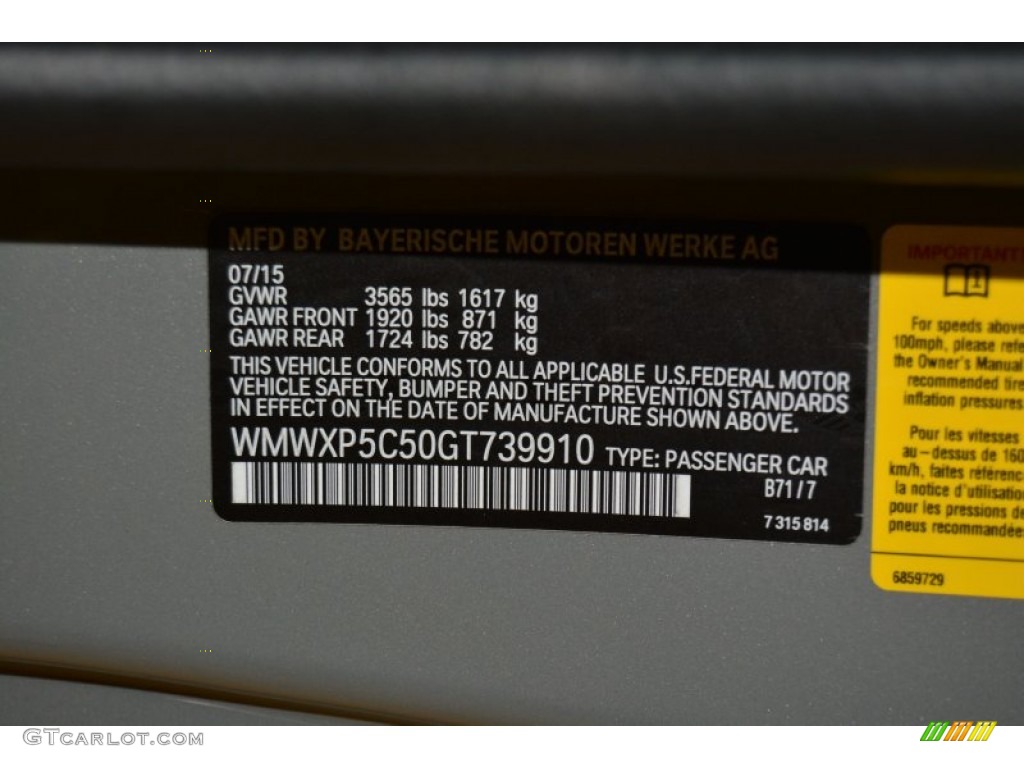 MFD BY BAYERISCHE MOTOREN WERKE AG
07/15
GVWR 3565 lbs 1617 kg
GAWR FRONT 1920 lbs 871 kg
GAWR REAR 1724 lbs 782 kg
THIS VEHICLE CONFORMS TO ALL APPLICABLE U.S.FEDERAL MOTOR
VEHICLE SAFETY, BUMPER AND THEFT PREVENTION STANDARDS
IN EFFECT ON THE DATE OF MANUFACTURE SHOWN ABOVE.
WMWXP5C50GT739910 TYPE: PASSENGER CAR
B71/7
7 315 814
IMPORTANT!
For speeds above
100mph, please refe
the Owner's Manual
recommended tire
inflation pressures
Pour les vitesses
au-dessus de 160
km/h, faites référenc
la notice d'utilisatio
pour les pressions de
pneus recommandée
6859729
GTCARLOT.COM